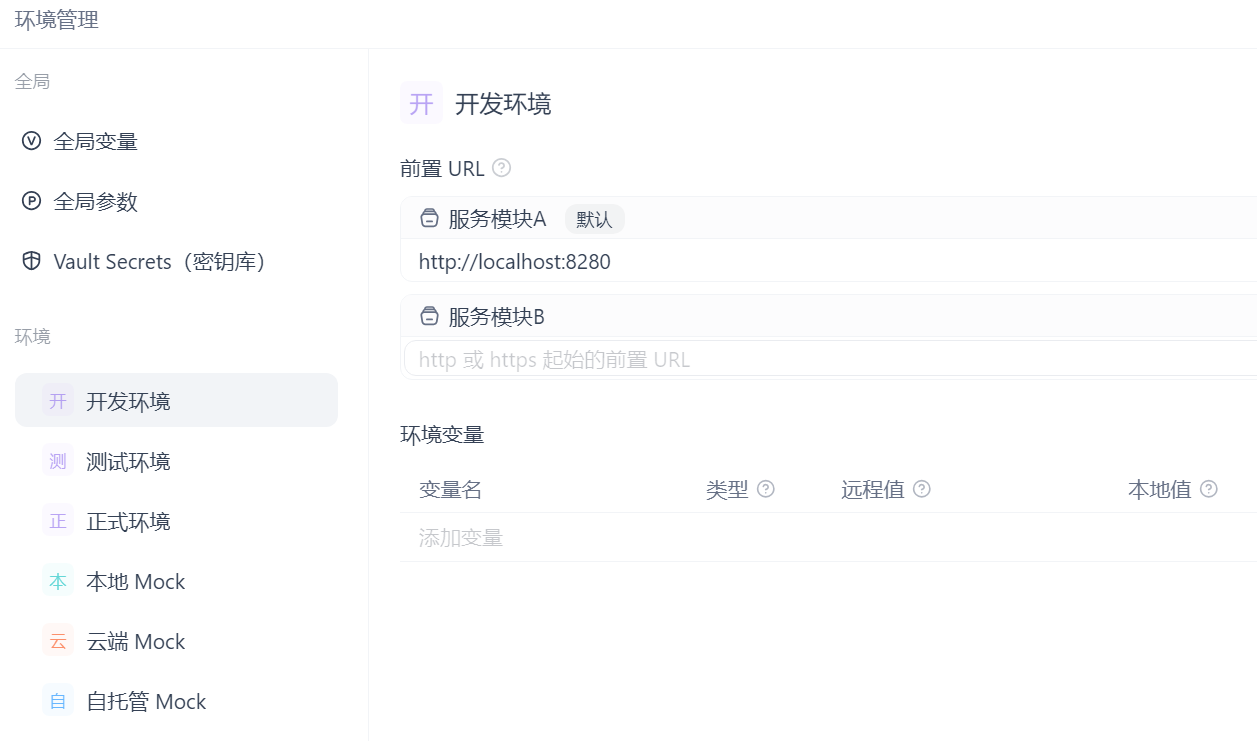 环境管理
全局
全局变量
全局参数
Vault Secrets（密钥库）
环境
开 开发环境
测 测试环境
正 正式环境
本 本地 Mock
云 云端 Mock
自 自托管 Mock
开 开发环境
前置 URL
服务模块A 默认
http://localhost:8280
服务模块B
http 或 https 起始的前置 URL
环境变量
变量名 类型 远程值 本地值
添加变量